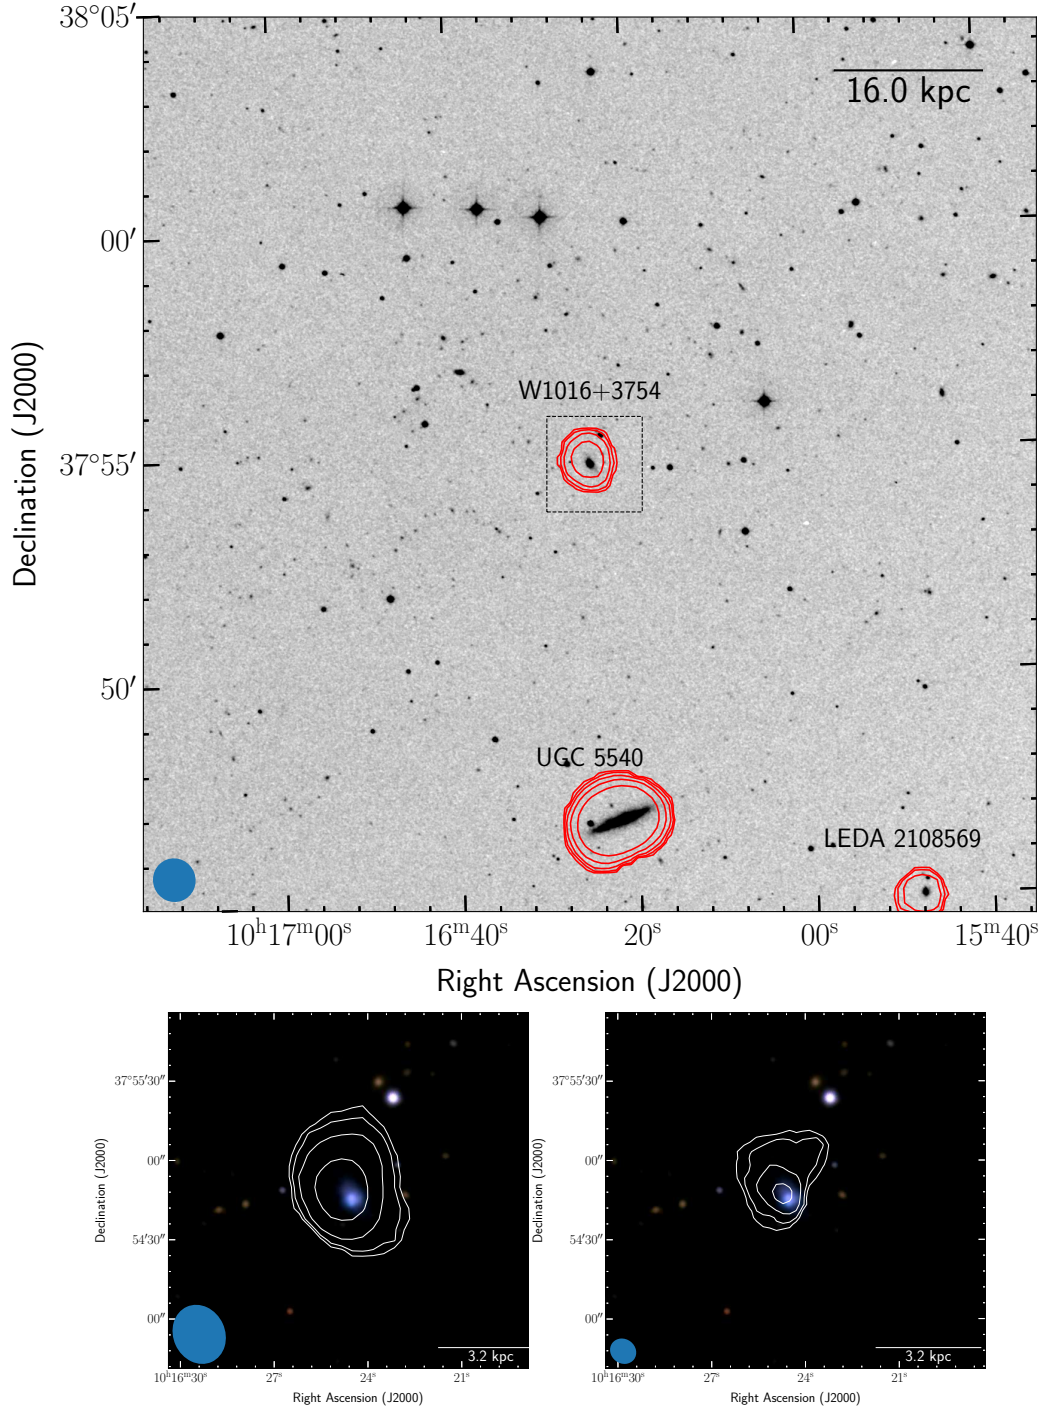 38°05′
16.0 kpc
00′
W1016+3754
37°55′
Declination (J2000)
50′
UGC 5540
LEDA 2108569
10ʰ17ᵐ00ˢ 16ᵐ40ˢ 20ˢ 00ˢ 15ᵐ40ˢ
Right Ascension (J2000)
37°55′30″
00″
Declination (J2000)
54′30″
00″
3.2 kpc
10ʰ16ᵐ30ˢ 27ˢ 24ˢ 21ˢ
Right Ascension (J2000)
37°55′30″
00″
Declination (J2000)
54′30″
00″
3.2 kpc
10ʰ16ᵐ30ˢ 27ˢ 24ˢ 21ˢ
Right Ascension (J2000)